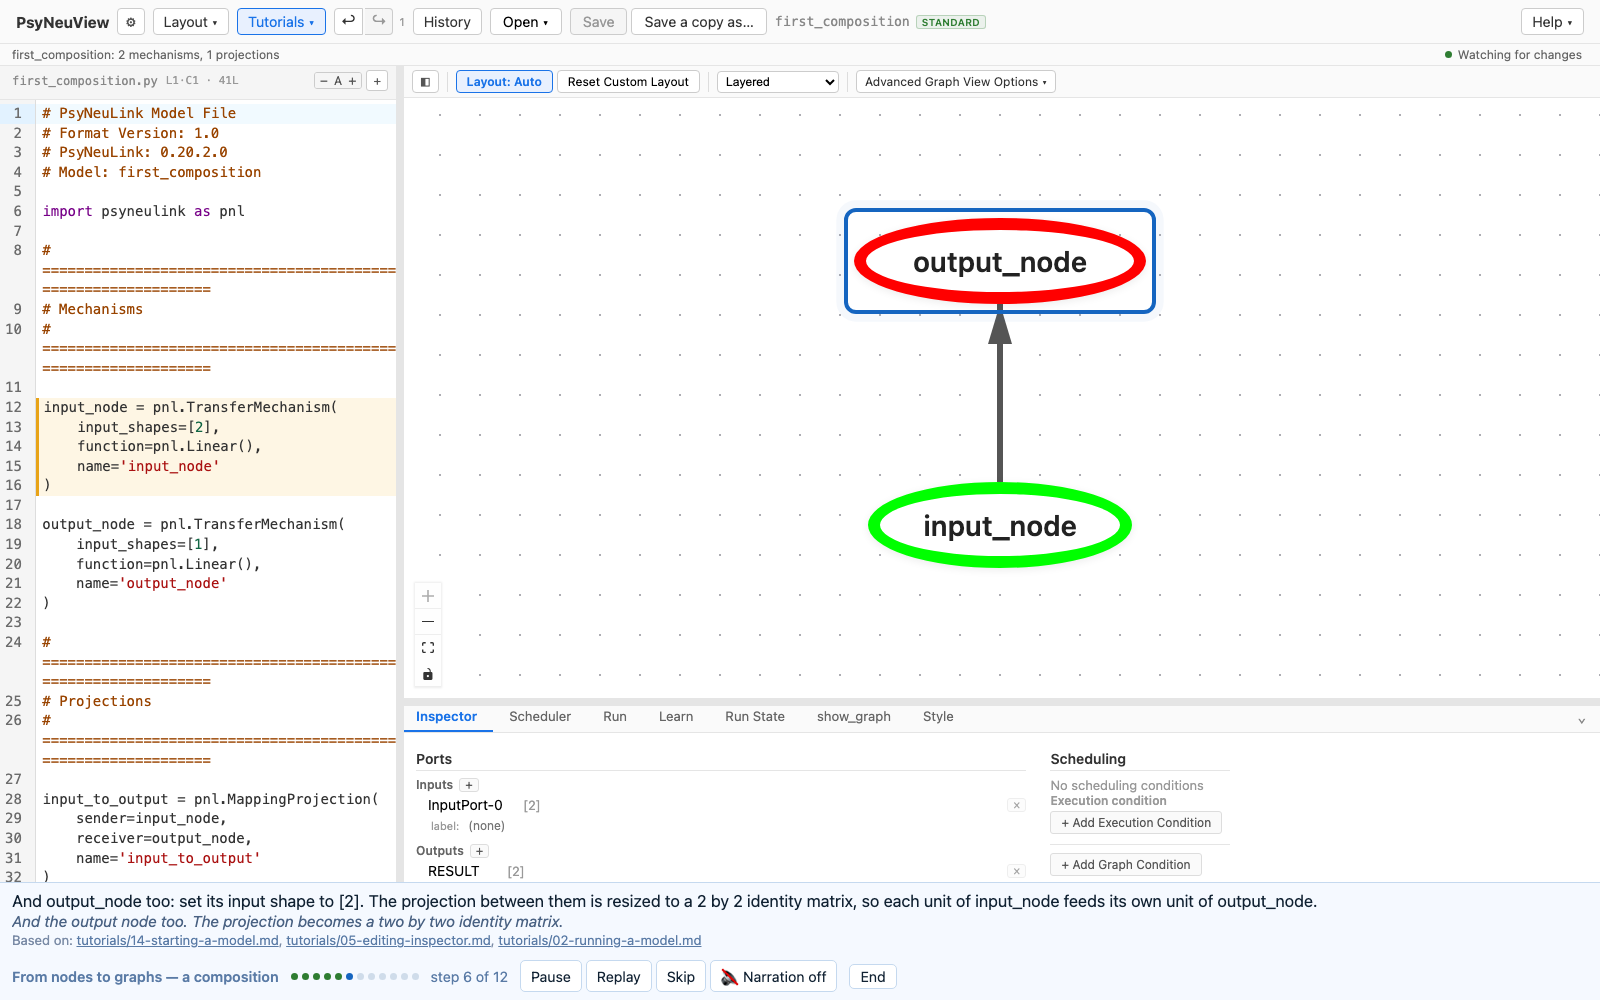 PsyNeuView ⚙ Layout ▾ Tutorials ▾ ↩ ↪ 1 History Open ▾ Save Save a copy as... first_composition STANDARD Help ▾
first_composition: 2 mechanisms, 1 projections Watching for changes
first_composition.py L1·C1 · 41L − A + +
Layout: Auto Reset Custom Layout Layered Advanced Graph View Options ▾
1 # PsyNeuLink Model File
2 # Format Version: 1.0
3 # PsyNeuLink: 0.20.2.0
4 # Model: first_composition
5
6 import psyneulink as pnl
7
8 #
==========================================
====================
9 # Mechanisms
10 #
==========================================
====================
11
12 input_node = pnl.TransferMechanism(
13 input_shapes=[2],
14 function=pnl.Linear(),
15 name='input_node'
16 )
17
18 output_node = pnl.TransferMechanism(
19 input_shapes=[1],
20 function=pnl.Linear(),
21 name='output_node'
22 )
23
24 #
==========================================
====================
25 # Projections
26 #
==========================================
====================
27
28 input_to_output = pnl.MappingProjection(
29 sender=input_node,
30 receiver=output_node,
31 name='input_to_output'
32 )
output_node
input_node
Inspector Scheduler Run Learn Run State show_graph Style
Ports
Inputs +
InputPort-0 [2] x
label: (none)
Outputs +
RESULT [2] x
Scheduling
No scheduling conditions
Execution condition
+ Add Execution Condition
+ Add Graph Condition
And output_node too: set its input shape to [2]. The projection between them is resized to a 2 by 2 identity matrix, so each unit of input_node feeds its own unit of output_node.
And the output node too. The projection becomes a two by two identity matrix.
Based on: tutorials/14-starting-a-model.md, tutorials/05-editing-inspector.md, tutorials/02-running-a-model.md
From nodes to graphs — a composition step 6 of 12 Pause Replay Skip Narration off End